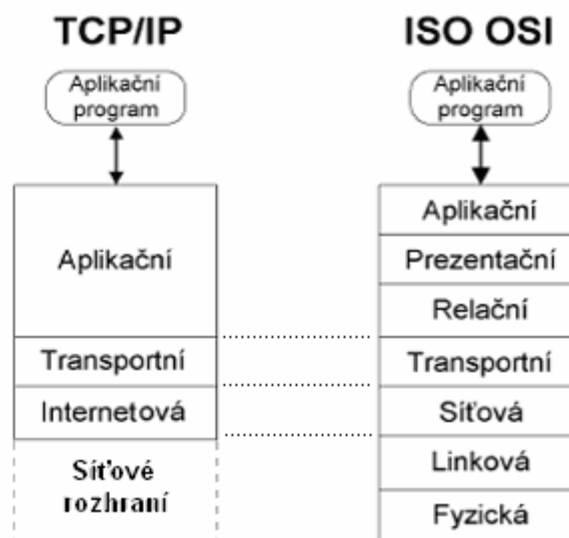 TCP/IP
Aplikační
program
Aplikační
Transportní
Internetová
Síťové
rozhraní
ISO OSI
Aplikační
program
Aplikační
Prezentační
Relační
Transportní
Síťová
Linková
Fyzická